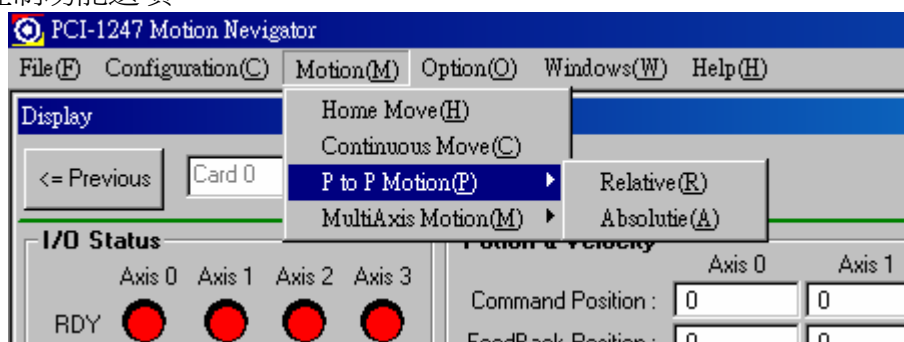 PCI-1247 Motion Nevigator
File(F) Configuration(C) Motion(M) Option(O) Windows(W) Help(H)
Display
Home Move(H)
Continuous Move(C)
<= Previous Card 0
P to P Motion(P) Relative(R)
MultiAxis Motion(M) Absolutie(A)
I/O Status
Axis 0 Axis 1 Axis 2 Axis 3 Axis 0 Axis 1
Command Position : 0 0
RDY